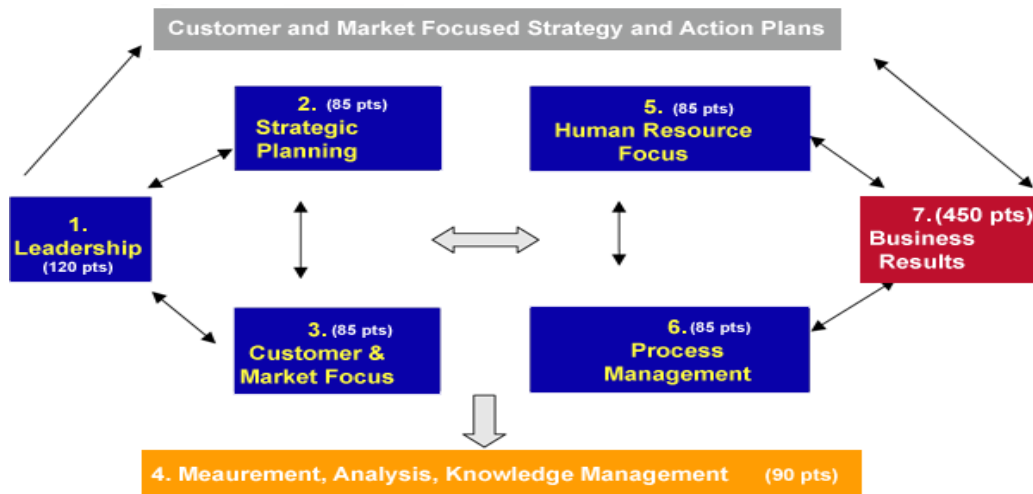 Customer and Market Focused Strategy and Action Plans
2. (85 pts)
Strategic
Planning
5. (85 pts)
Human Resource
Focus
1.
Leadership
(120 pts)
7. (450 pts)
Business
Results
3. (85 pts)
Customer &
Market Focus
6. (85 pts)
Process
Management
4. Meaurement, Analysis, Knowledge Management (90 pts)